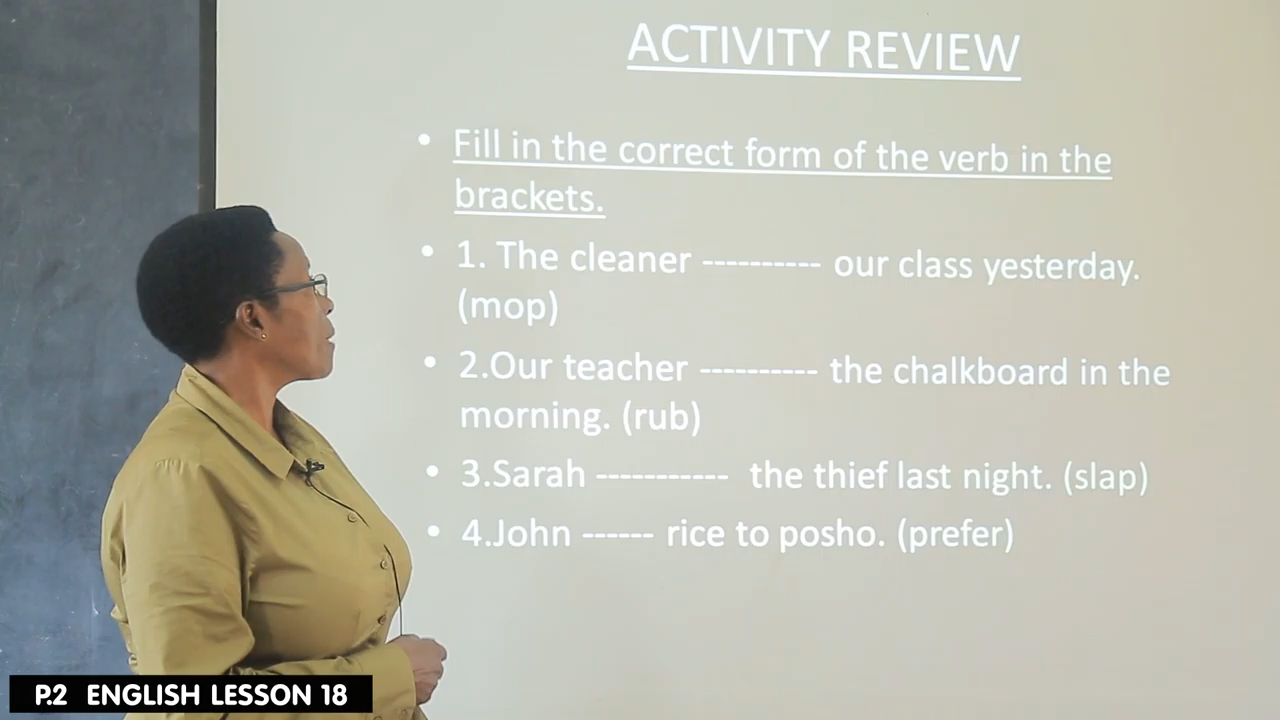 ACTIVITY REVIEW
• Fill in the correct form of the verb in the
brackets.
• 1. The cleaner ---------- our class yesterday.
(mop)
• 2.Our teacher ---------- the chalkboard in the
morning. (rub)
• 3.Sarah ----------- the thief last night. (slap)
• 4.John ------ rice to posho. (prefer)
P.2 ENGLISH LESSON 18